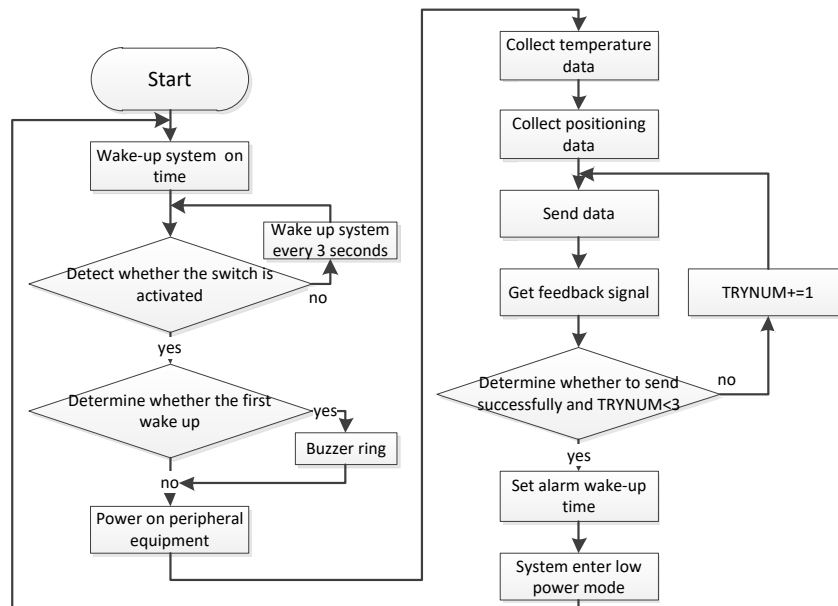 Start
Wake-up system on
time
Wake up system
every 3 seconds
Detect whether the switch is
activated
no
yes
Determine whether the first
wake up
yes
Buzzer ring
no
Power on peripheral
equipment
Collect temperature
data
Collect positioning
data
Send data
Get feedback signal
TRYNUM+=1
Determine whether to send
successfully and TRYNUM<3
no
yes
Set alarm wake-up
time
System enter low
power mode